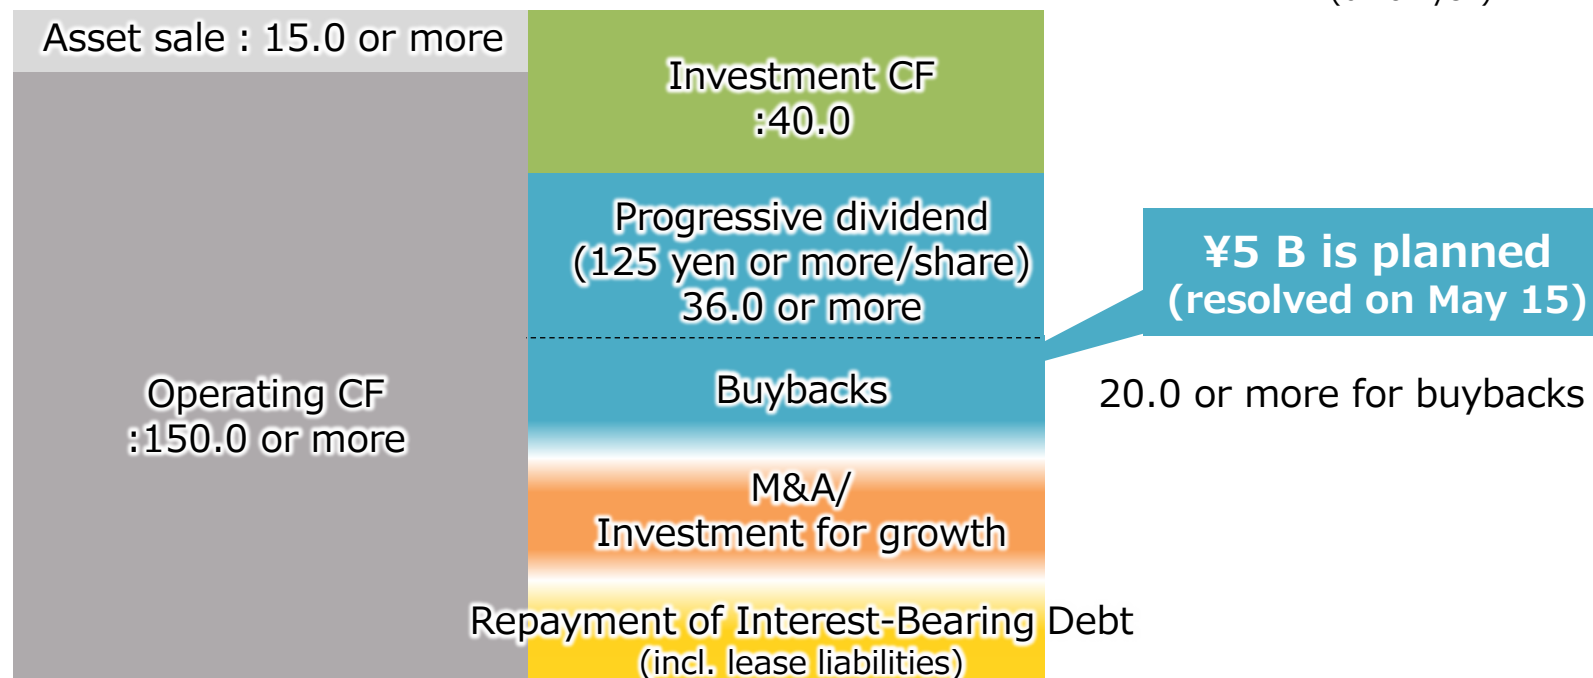 Asset sale : 15.0 or more
Operating CF
:150.0 or more
Investment CF
:40.0
Progressive dividend
(125 yen or more/share)
36.0 or more
Buybacks
M&A/
Investment for growth
Repayment of Interest-Bearing Debt
(incl. lease liabilities)
¥5 B is planned
(resolved on May 15)
20.0 or more for buybacks